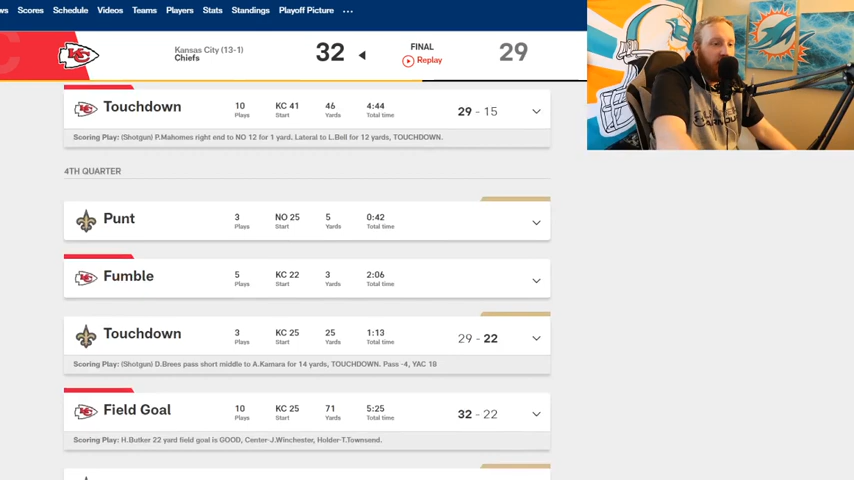 ws Scores Schedule Videos Teams Players Stats Standings Playoff Picture ...
Kansas City (13-1)
Chiefs
32
FINAL
Replay
29
KC
Touchdown
10 KC 41 46 4:44
Plays Start Yards Total time
29 - 15
Scoring Play: (Shotgun) P.Mahomes right end to NO 12 for 1 yard. Lateral to L.Bell for 12 yards, TOUCHDOWN.
4TH QUARTER
Punt
3 NO 25 5 0:42
Plays Start Yards Total time
Fumble
5 KC 22 3 2:06
Plays Start Yards Total time
Touchdown
3 KC 25 25 1:13
Plays Start Yards Total time
29 - 22
Scoring Play: (Shotgun) D.Brees pass short middle to A.Kamara for 14 yards, TOUCHDOWN. Pass -4, YAC 18
Field Goal
10 KC 25 71 5:25
Plays Start Yards Total time
32 - 22
Scoring Play: H.Butker 22 yard field goal is GOOD, Center-J.Winchester, Holder-T.Townsend.